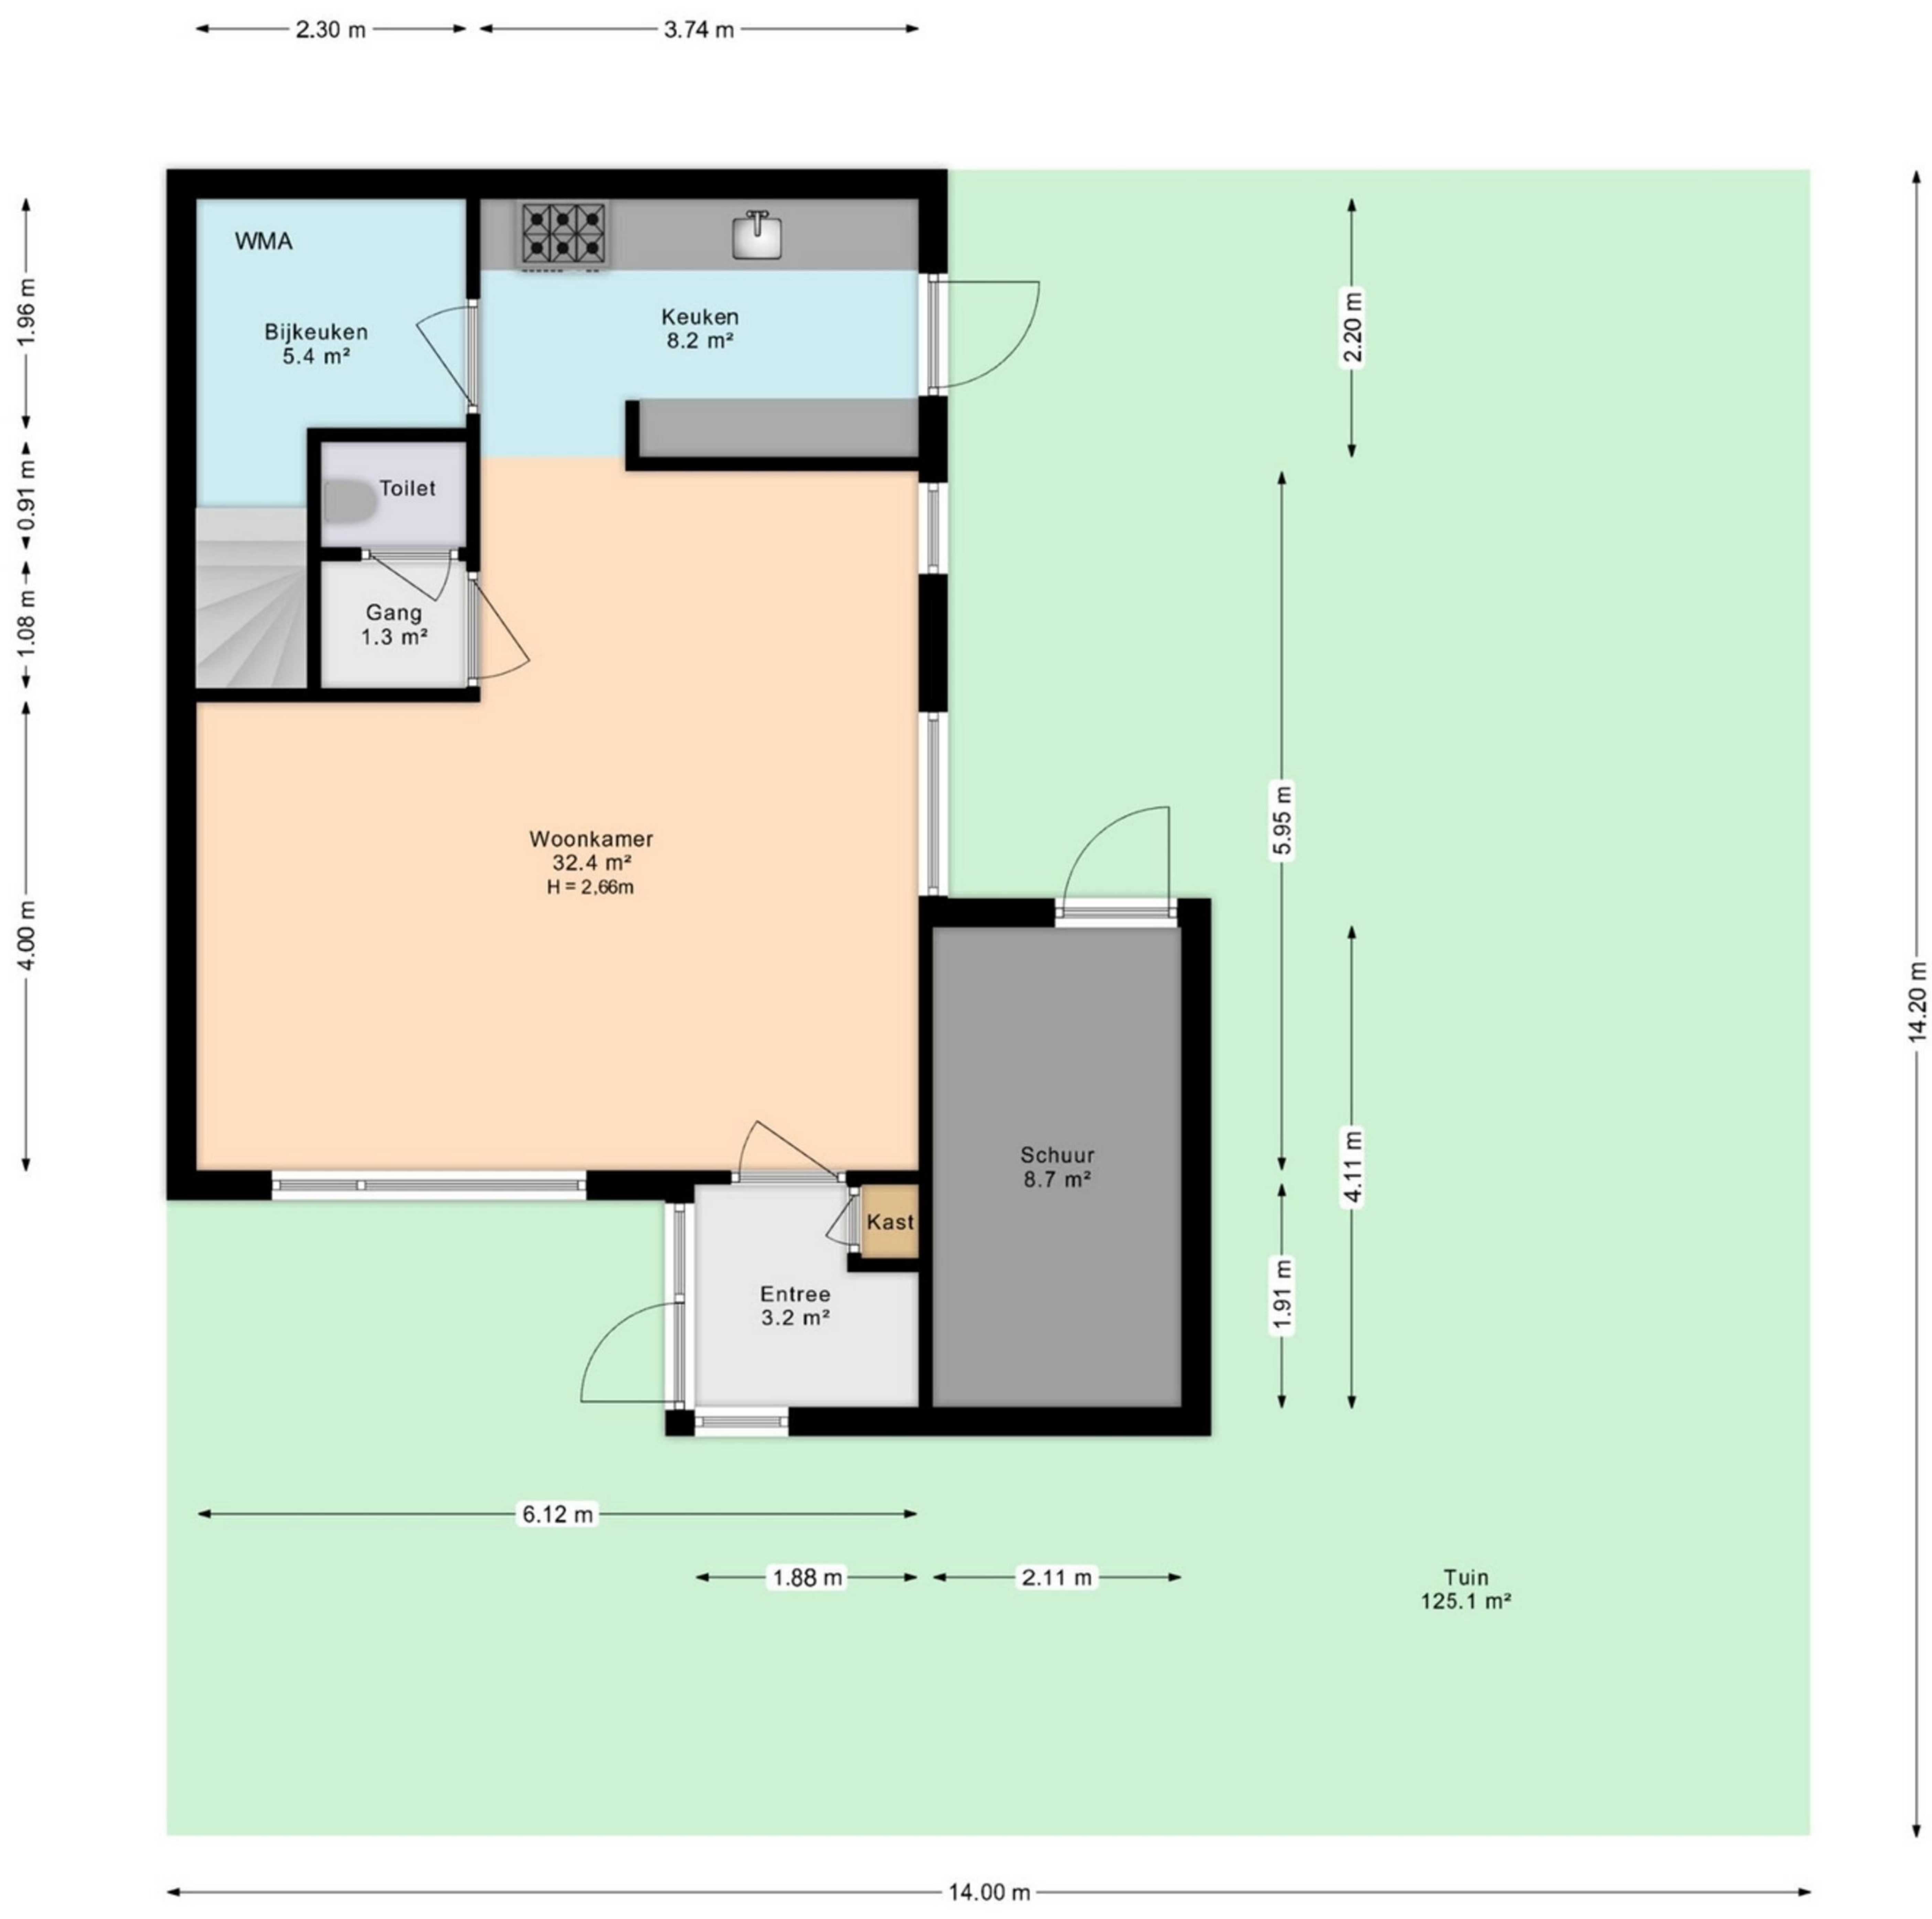 2.30 m
3.74 m
WMA
Bijkeuken
5.4 m²
Keuken
8.2 m²
1.96 m
2.20 m
Toilet
0.91 m
Gang
1.3 m²
1.08 m
Woonkamer
32.4 m²
H = 2,66m
5.95 m
4.00 m
14.20 m
Schuur
8.7 m²
4.11 m
Kast
Entree
3.2 m²
1.91 m
6.12 m
1.88 m
2.11 m
Tuin
125.1 m²
14.00 m